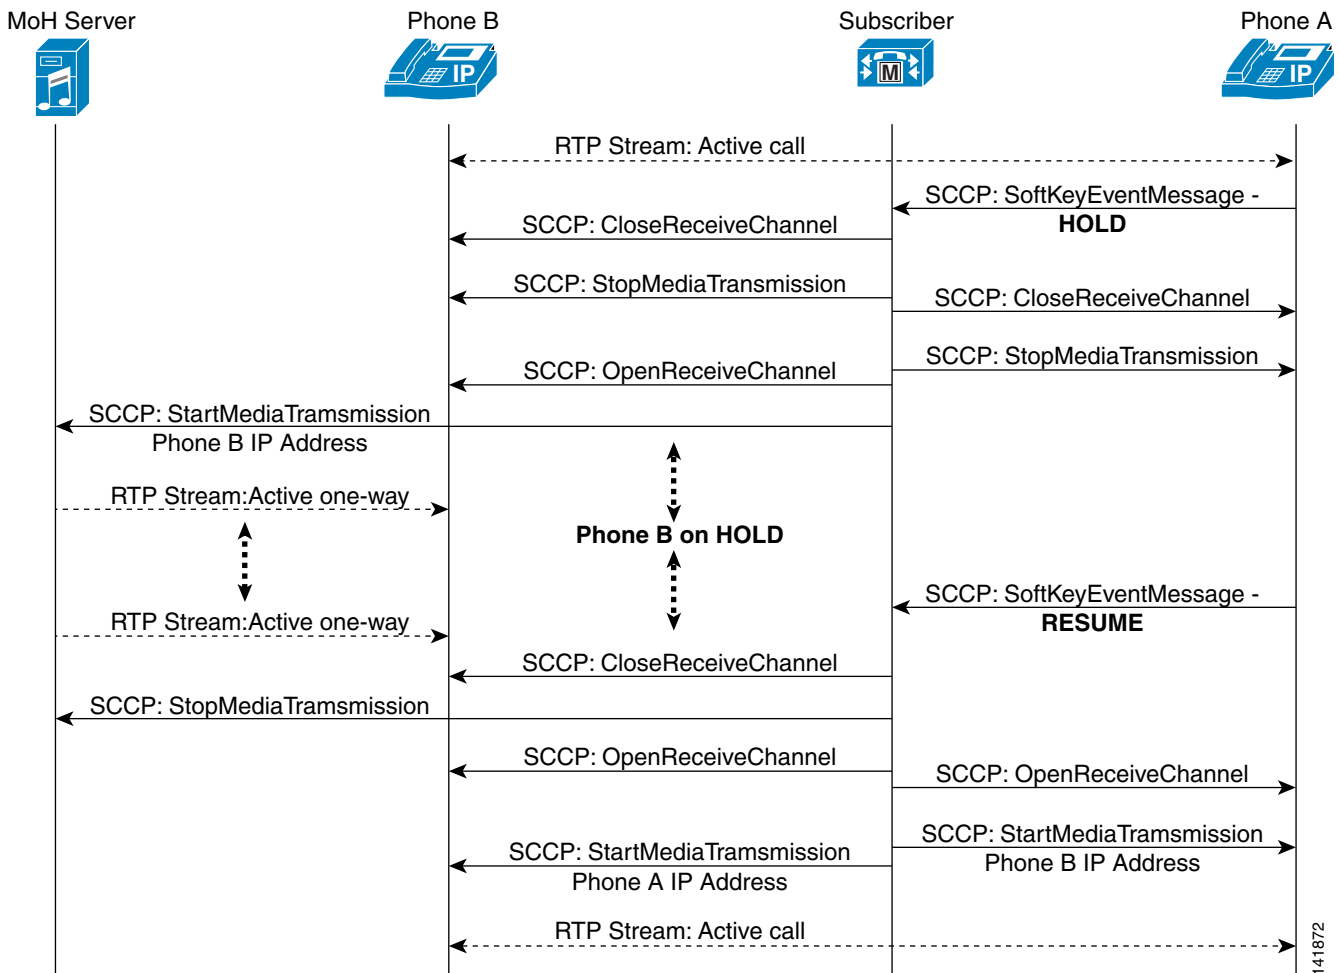 MoH Server
Phone B
Subscriber
Phone A
IP
M
IP
RTP Stream: Active call
SCCP: SoftKeyEventMessage -
HOLD
SCCP: CloseReceiveChannel
SCCP: StopMediaTransmission
SCCP: CloseReceiveChannel
SCCP: StopMediaTransmission
SCCP: OpenReceiveChannel
SCCP: StartMediaTramsmission
Phone B IP Address
RTP Stream:Active one-way
Phone B on HOLD
SCCP: SoftKeyEventMessage -
RESUME
RTP Stream:Active one-way
SCCP: CloseReceiveChannel
SCCP: StopMediaTramsmission
SCCP: OpenReceiveChannel
SCCP: OpenReceiveChannel
SCCP: StartMediaTramsmission
Phone B IP Address
SCCP: StartMediaTramsmission
Phone A IP Address
RTP Stream: Active call
141872